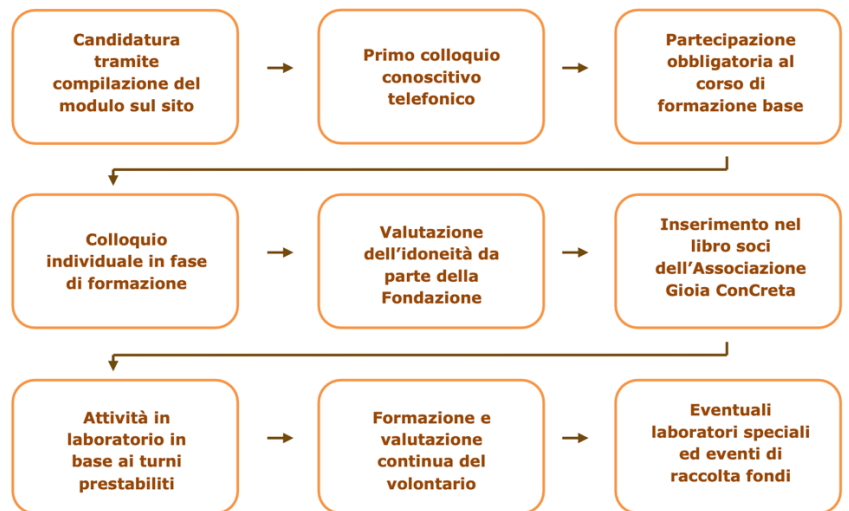 Candidatura
tramite
compilazione del
modulo sul sito
Primo colloquio
conoscitivo
telefonico
Partecipazione
obbligatoria al
corso di
formazione base
Colloquio
individuale in fase
di formazione
Valutazione
dell’idoneità da
parte della
Fondazione
Inserimento nel
libro soci
dell’Associazione
Gioia ConCreta
Attività in
laboratorio in
base ai turni
prestabiliti
Formazione e
valutazione
continua del
volontario
Eventuali
laboratori speciali
ed eventi di
raccolta fondi